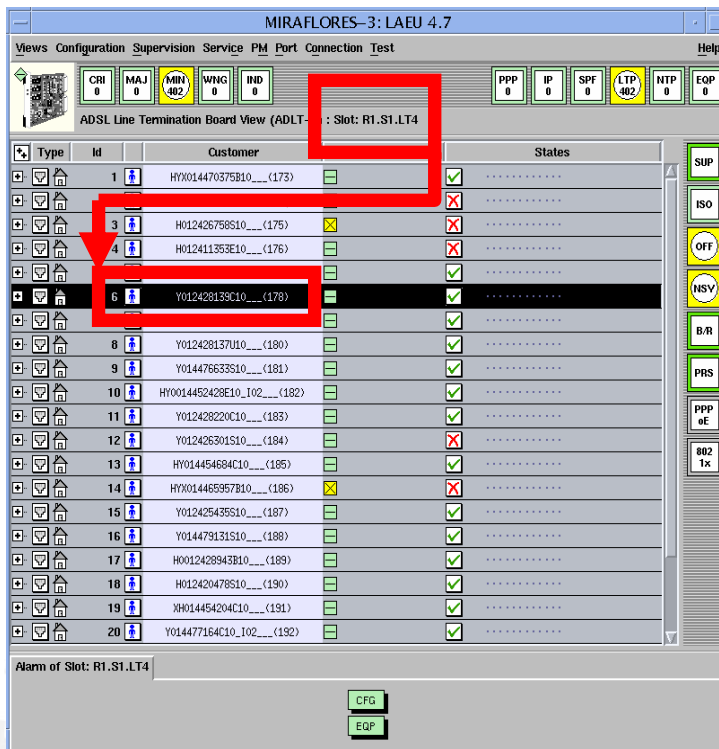 MIRAFLORES-3: LAEU 4.7
Views Configuration Supervision Service PM Port Connection Test Help
CRI 0 MAJ 0 MIN 402 WNG 0 IND 0 PPP 0 IP 0 SPF 0 LTP 402 NTP 0 EQP 0
ADSL Line Termination Board View (ADLT- : Slot: R1.S1.LT4
Type Id Customer States
1 HYX014470375B10___(173)
3 H012426758S10___(175)
4 H012411353E10___(176)
6 Y012428139C10___(178)
8 Y012428137U10___(180)
9 Y014476633S10___(181)
10 HY0014452428E10_I02___(182)
11 Y012428220C10___(183)
12 Y012426301S10___(184)
13 HY014454684C10___(185)
14 HYX014465957B10___(186)
15 Y012425435S10___(187)
16 Y014479131S10___(188)
17 H0012428943B10___(189)
18 H012420478S10___(190)
19 XH014454204C10___(191)
20 Y014477164C10_I02___(192)
SUP
ISO
OFF
NSV
B/R
PRS
PPP
oE
802
1x
Alarm of Slot: R1.S1.LT4
CFG
EQP